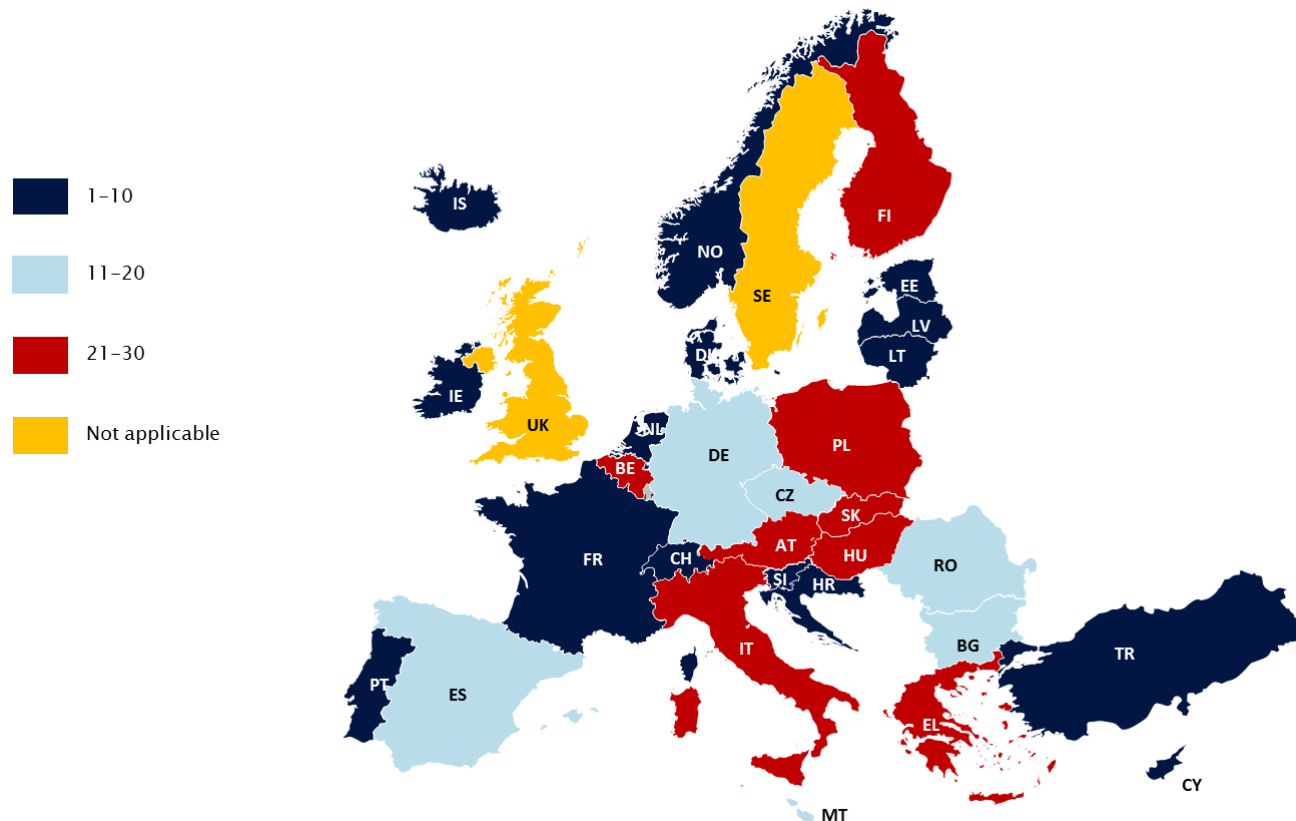 1–10
11–20
21–30
Not applicable
IS
NO
SE
FI
EE
LV
LT
DK
IE
UK
NL
BE
DE
PL
CZ
SK
AT
HU
FR
CH
SI
HR
RO
IT
BG
TR
PT
ES
EL
CY
MT